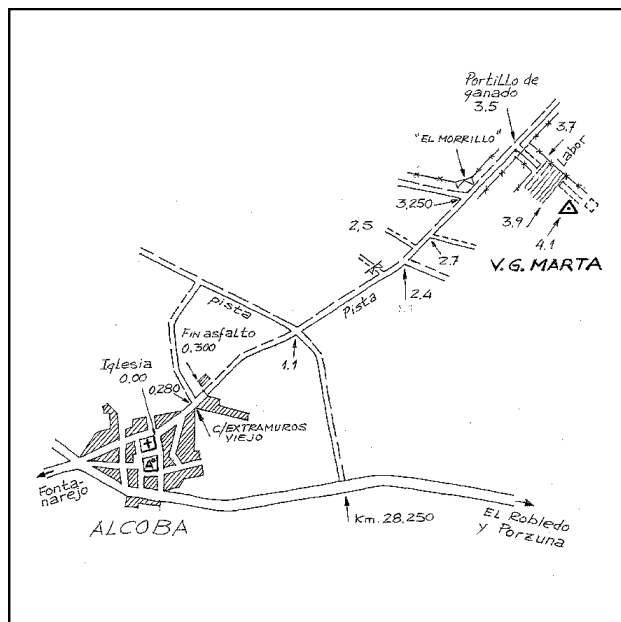 Portillo de
ganado
3.5
3.7
Labor
"EL MORRILLO"
3,250
3.9
4.1
V.G. MARTA
2,5
2.7
2.4
Pista
Pista
FIN asfalto
0.300
1.1
Iglesia
0.00
0,280
C/EXTRAMUROS
VIEJO
Fonta-
narejo
ALCOBA
Km. 28,250
EL Robledo
y Porzuna